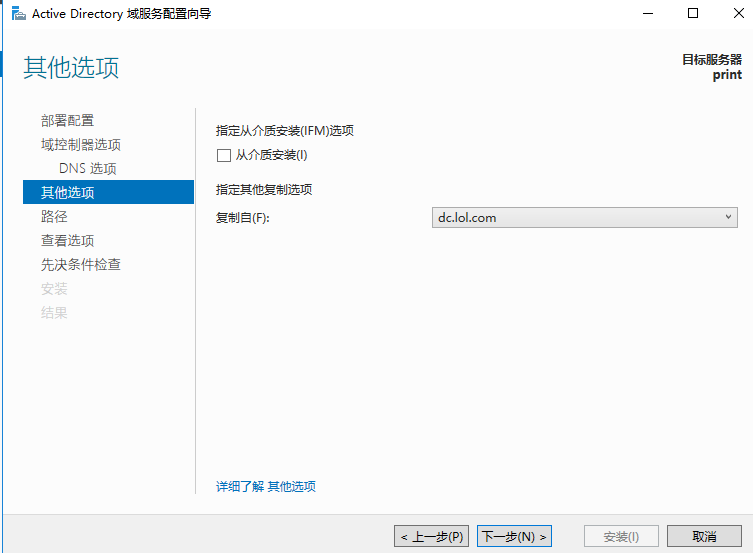 Active Directory 域服务配置向导
其他选项
目标服务器
print
部署配置
域控制器选项
DNS 选项
其他选项
路径
查看选项
先决条件检查
安装
结果
指定从介质安装(IFM)选项
从介质安装(I)
指定其他复制选项
复制自(F):
dc.lol.com
详细了解 其他选项
< 上一步(P)
下一步(N) >
安装(I)
取消